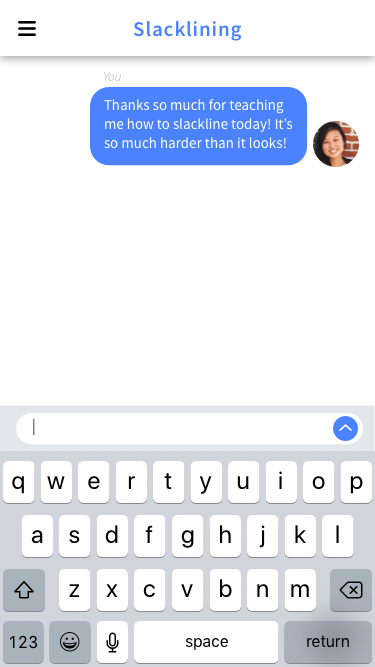 Slacklining
You
Thanks so much for teaching
me how to slackline today! It's
so much harder than it looks!
q w e r t y u i o p
a s d f g h j k l
z x c v b n m
123 space return